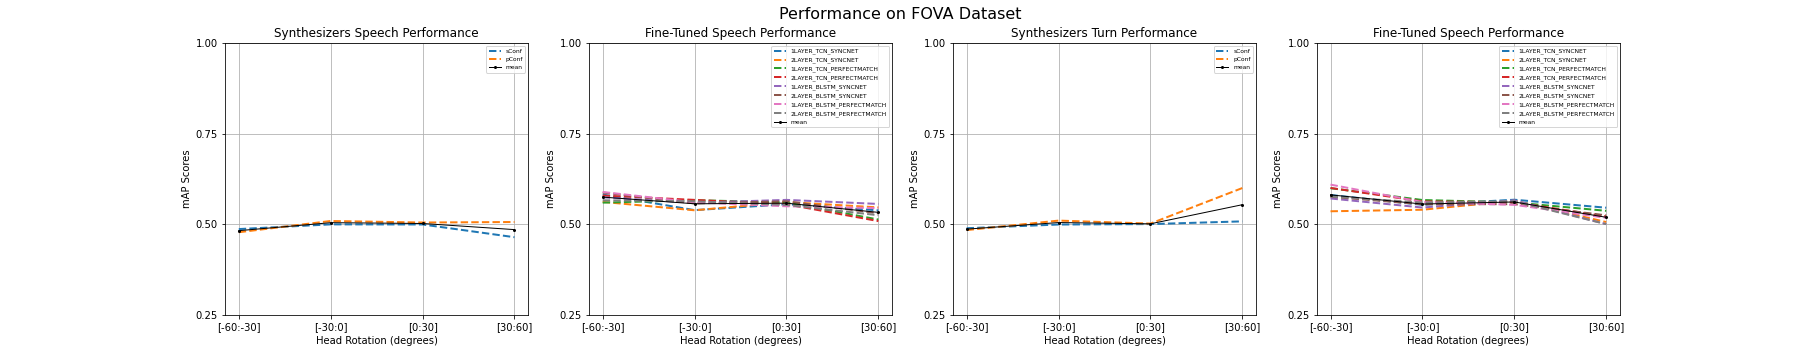 Performance on FOVA Dataset
Synthesizers Speech Performance
1.00
0.75
0.50
0.25
mAP Scores
sConf
pConf
mean
[-60:-30]
[-30:0]
[0:30]
[30:60]
Head Rotation (degrees)
Fine-Tuned Speech Performance
1.00
0.75
0.50
0.25
mAP Scores
1LAYER_TCN_SYNCNET
2LAYER_TCN_SYNCNET
1LAYER_TCN_PERFECTMATCH
2LAYER_TCN_PERFECTMATCH
1LAYER_BLSTM_SYNCNET
2LAYER_BLSTM_SYNCNET
1LAYER_BLSTM_PERFECTMATCH
2LAYER_BLSTM_PERFECTMATCH
mean
[-60:-30]
[-30:0]
[0:30]
[30:60]
Head Rotation (degrees)
Synthesizers Turn Performance
1.00
0.75
0.50
0.25
mAP Scores
sConf
pConf
mean
[-60:-30]
[-30:0]
[0:30]
[30:60]
Head Rotation (degrees)
Fine-Tuned Speech Performance
1.00
0.75
0.50
0.25
mAP Scores
1LAYER_TCN_SYNCNET
2LAYER_TCN_SYNCNET
1LAYER_TCN_PERFECTMATCH
2LAYER_TCN_PERFECTMATCH
1LAYER_BLSTM_SYNCNET
2LAYER_BLSTM_SYNCNET
1LAYER_BLSTM_PERFECTMATCH
2LAYER_BLSTM_PERFECTMATCH
mean
[-60:-30]
[-30:0]
[0:30]
[30:60]
Head Rotation (degrees)